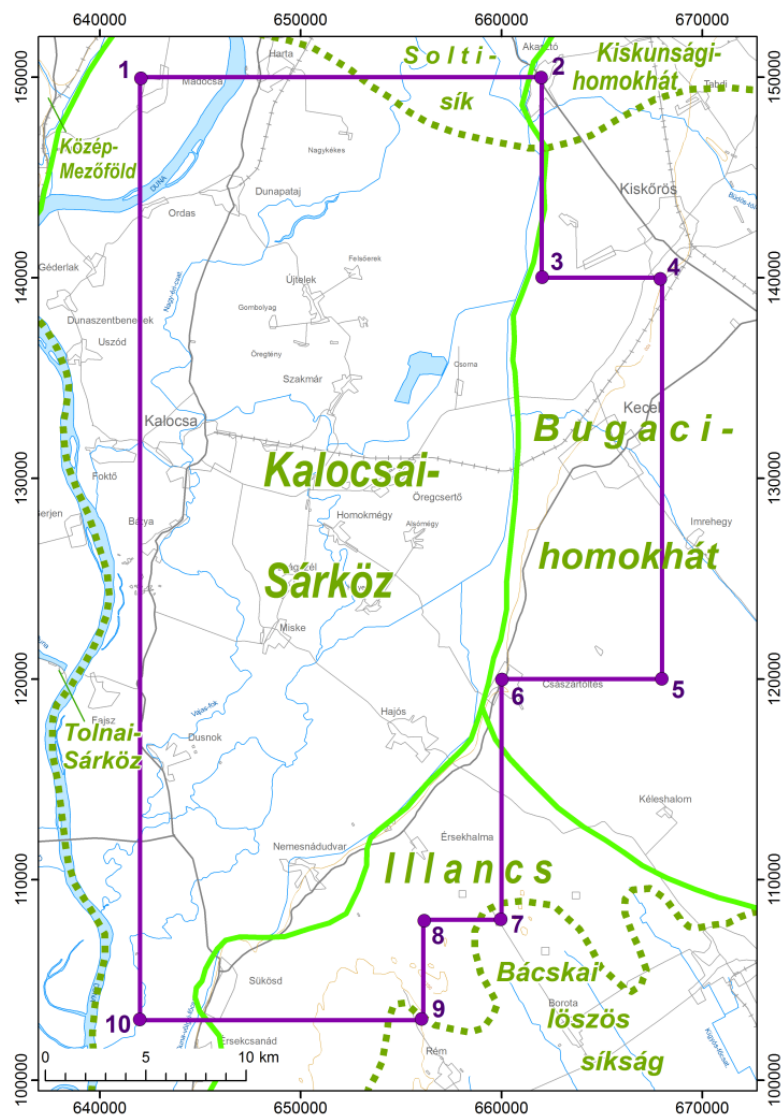 640000 650000 660000 670000
150000
140000
130000
120000
110000
100000
1
2
3
4
5
6
7
8
9
10
Harta
Akasztó
Solti-
sík
Kiskunsági-
homokhát
Tabdi
Madocsa
Közép-
Mezőföld
Nagykékes
DUNA
Dunapataj
Ordas
Kiskőrös
Géderlak
Felsőerek
Újtelek
Gombolyag
Dunaszentbenedek
Uszód
Öregtény
Csorna
Szakmár
Kecel
Kalocsa
Bugaci-
homokhát
Kalocsai-
Sárköz
Foktő
Öregcsertő
Homokmégy
Alsómégy
Imrehegy
Bátya
Miske
Császártöltés
Hajós
Fajsz
Vajas-fok
Tolnai-
Sárköz
Dusnok
Kéleshalom
Nemesnádudvar
Érsekhalma
Illancs
Sükösd
Bácskai
löszös
síkság
Borota
Érsekcsanád
Rém
0 5 10 km
640000 650000 660000 670000
150000
140000
130000
120000
110000
100000